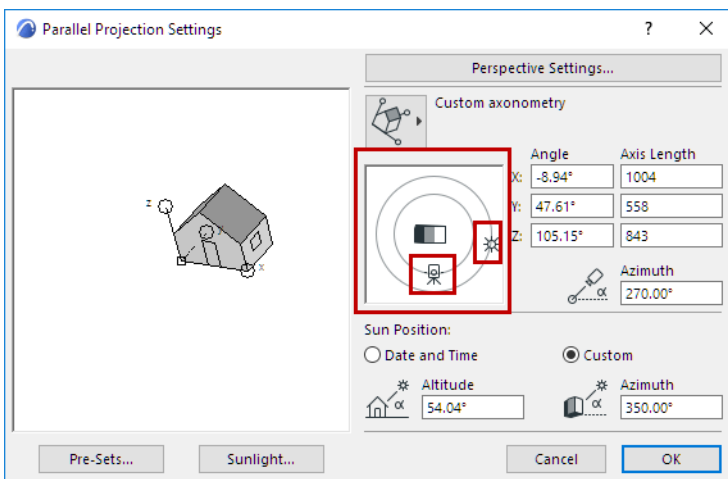 Parallel Projection Settings
?
Perspective Settings...
Custom axonometry
Angle Axis Length
X: -8.94° 1004
Y: 47.61° 558
Z: 105.15° 843
z
y
x
Azimuth
α 270.00°
Sun Position:
Date and Time Custom
Altitude Azimuth
α 54.04° α 350.00°
Pre-Sets... Sunlight... Cancel OK